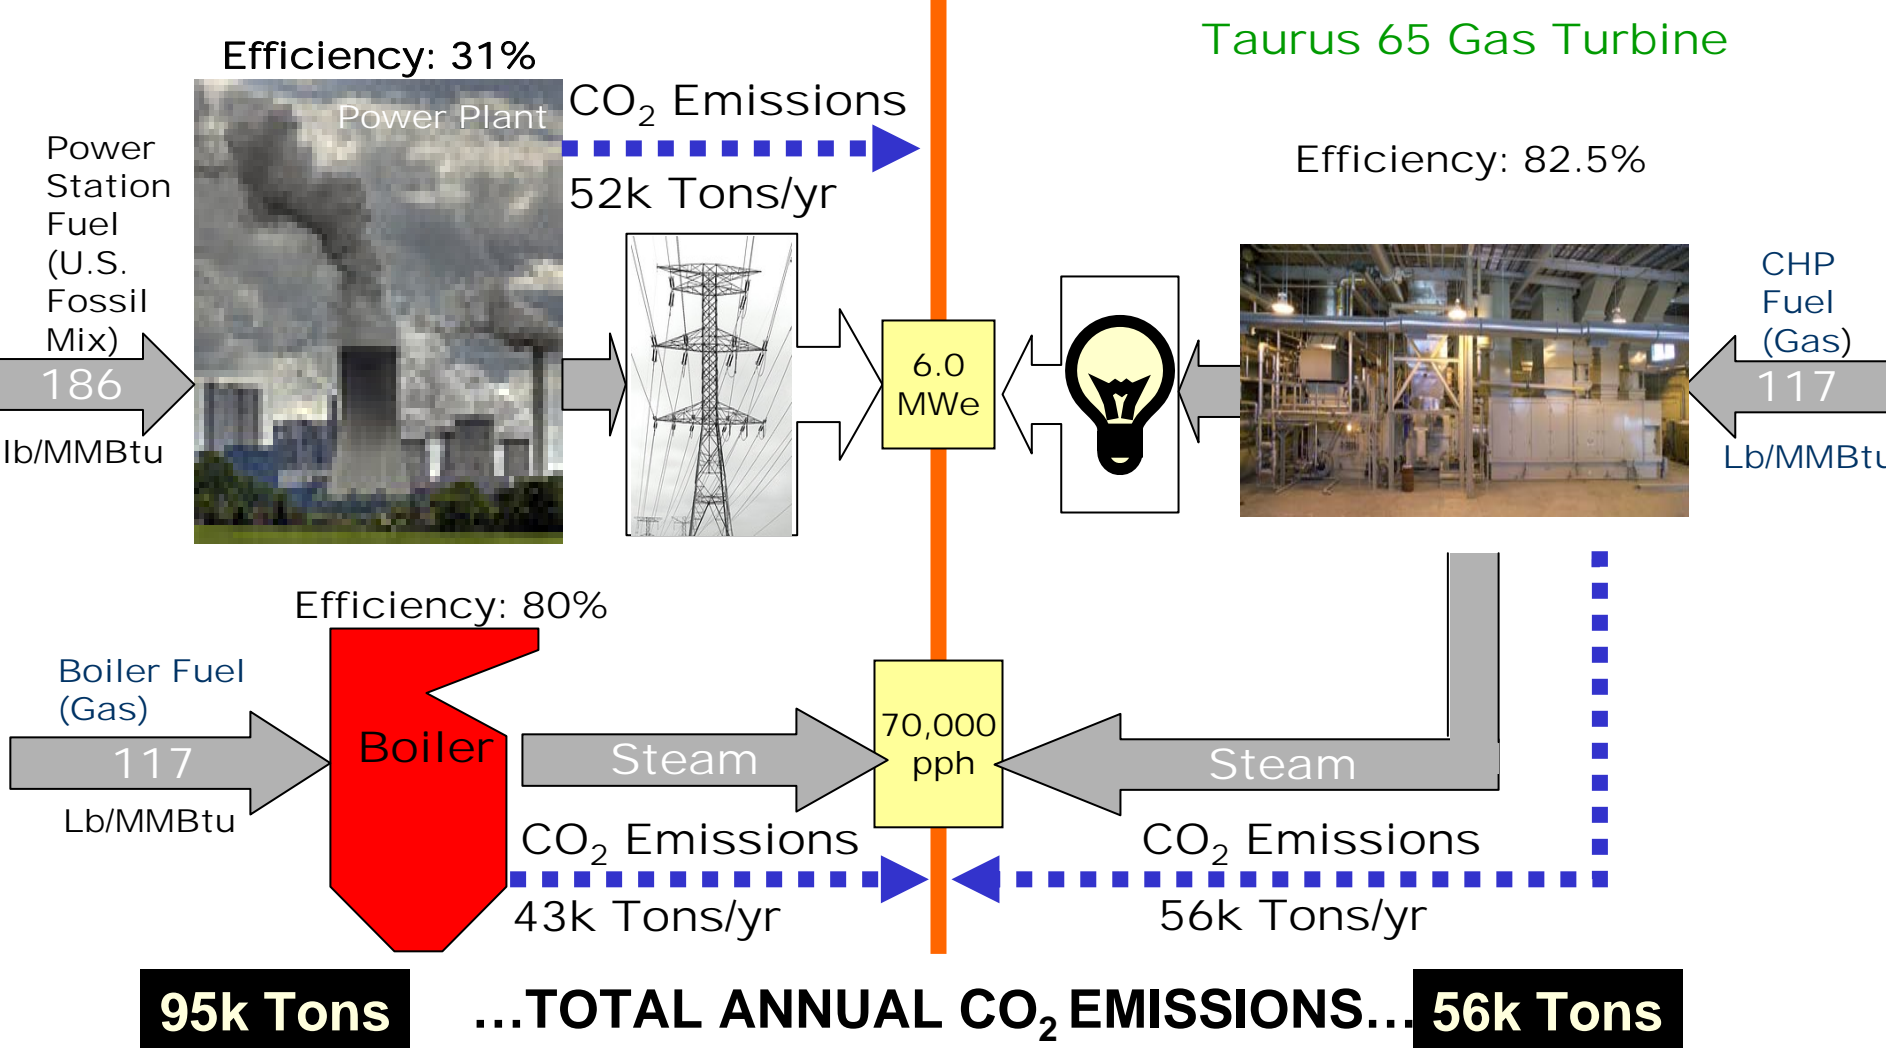 Taurus 65 Gas Turbine
Efficiency: 31%
Power Plant
CO₂ Emissions
52k Tons/yr
Power
Station
Fuel
(U.S.
Fossil
Mix)
186
lb/MMBtu
Efficiency: 82.5%
6.0
MWe
CHP
Fuel
(Gas)
117
Lb/MMBtu
Efficiency: 80%
Boiler Fuel
(Gas)
117
Lb/MMBtu
Boiler
Steam
70,000
pph
Steam
CO₂ Emissions
43k Tons/yr
CO₂ Emissions
56k Tons/yr
95k Tons
...TOTAL ANNUAL CO₂ EMISSIONS...
56k Tons